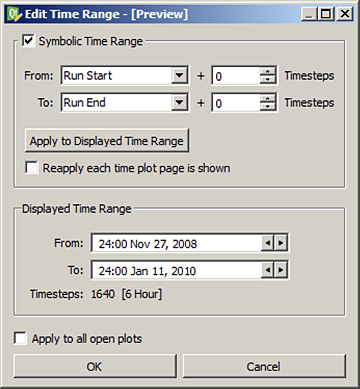 Edit Time Range - [Preview]
Symbolic Time Range
From: Run Start + 0 Timesteps
To: Run End + 0 Timesteps
Apply to Displayed Time Range
Reapply each time plot page is shown
Displayed Time Range
From: 24:00 Nov 27, 2008
To: 24:00 Jan 11, 2010
Timesteps: 1640 [6 Hour]
Apply to all open plots
OK Cancel